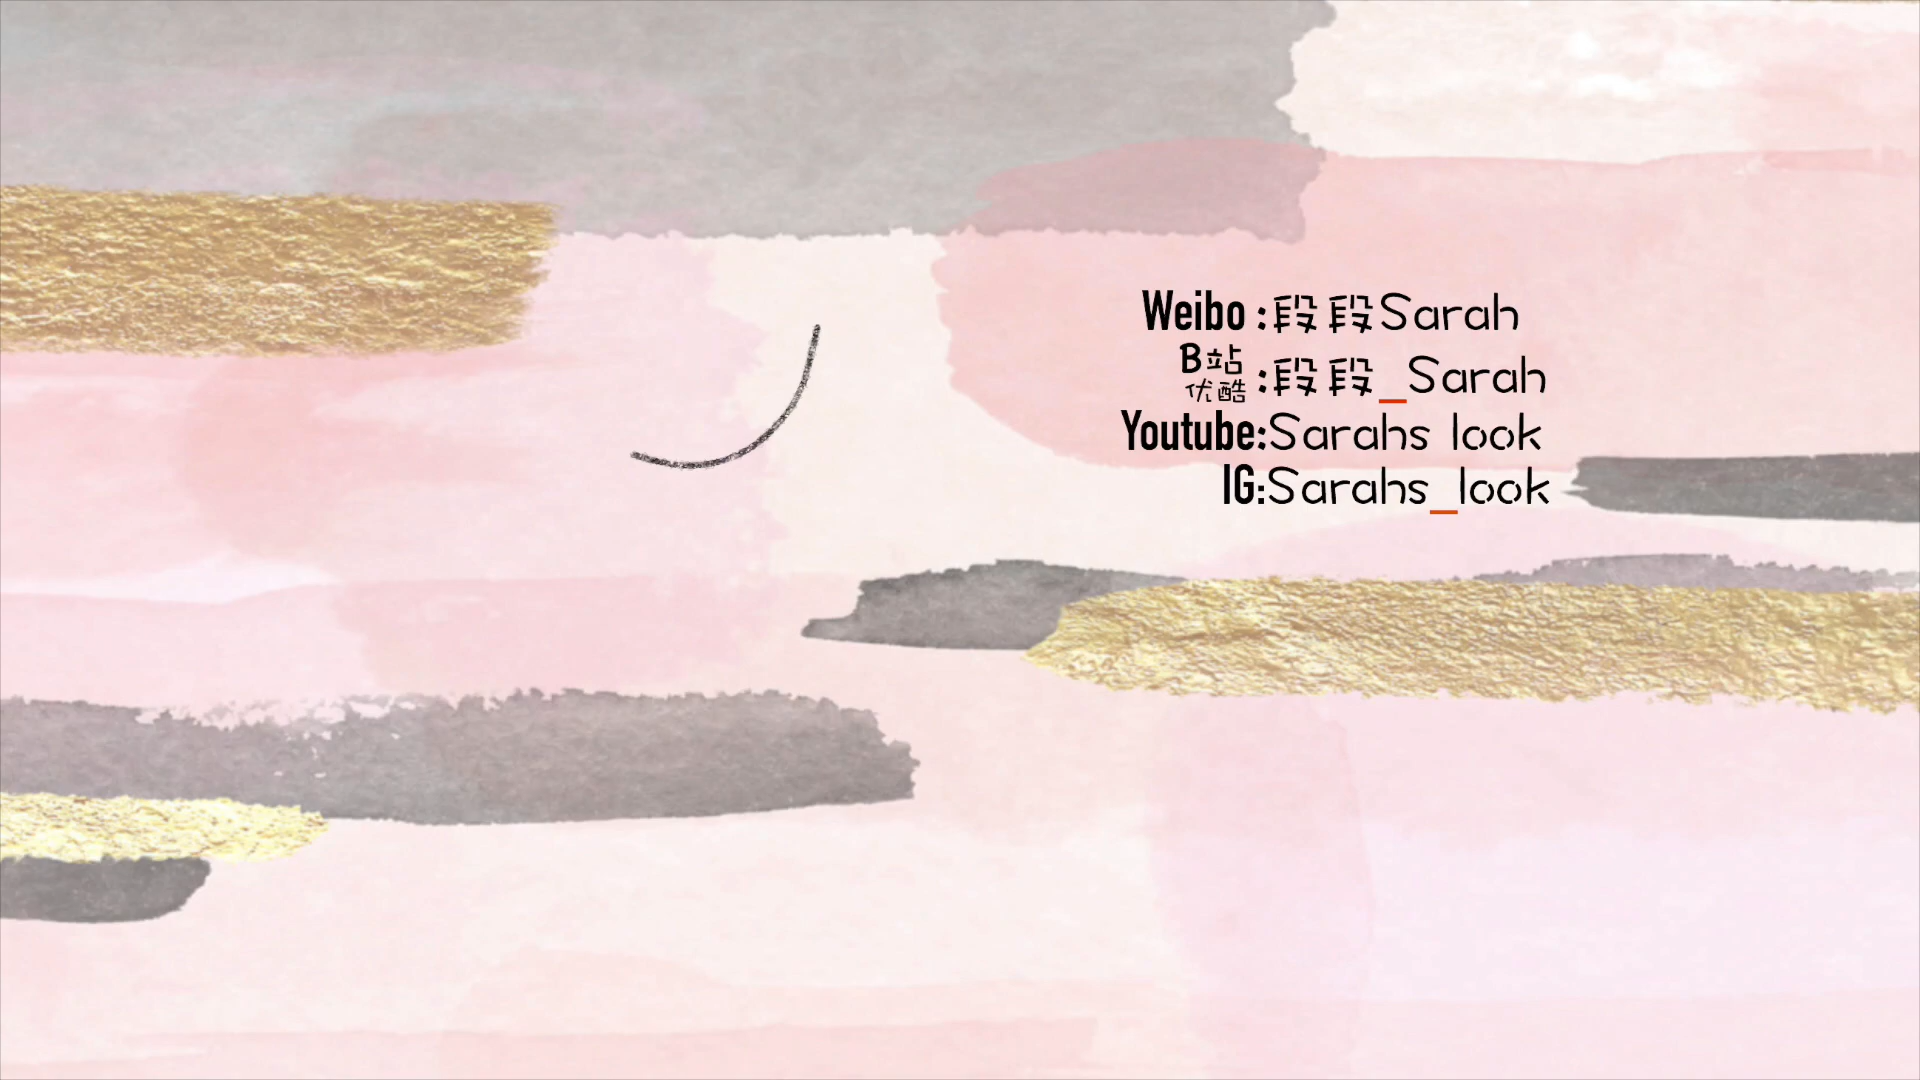 Weibo :段段Sarah
B站
优酷 :段段_Sarah
Youtube:Sarahs look
IG:Sarahs_look